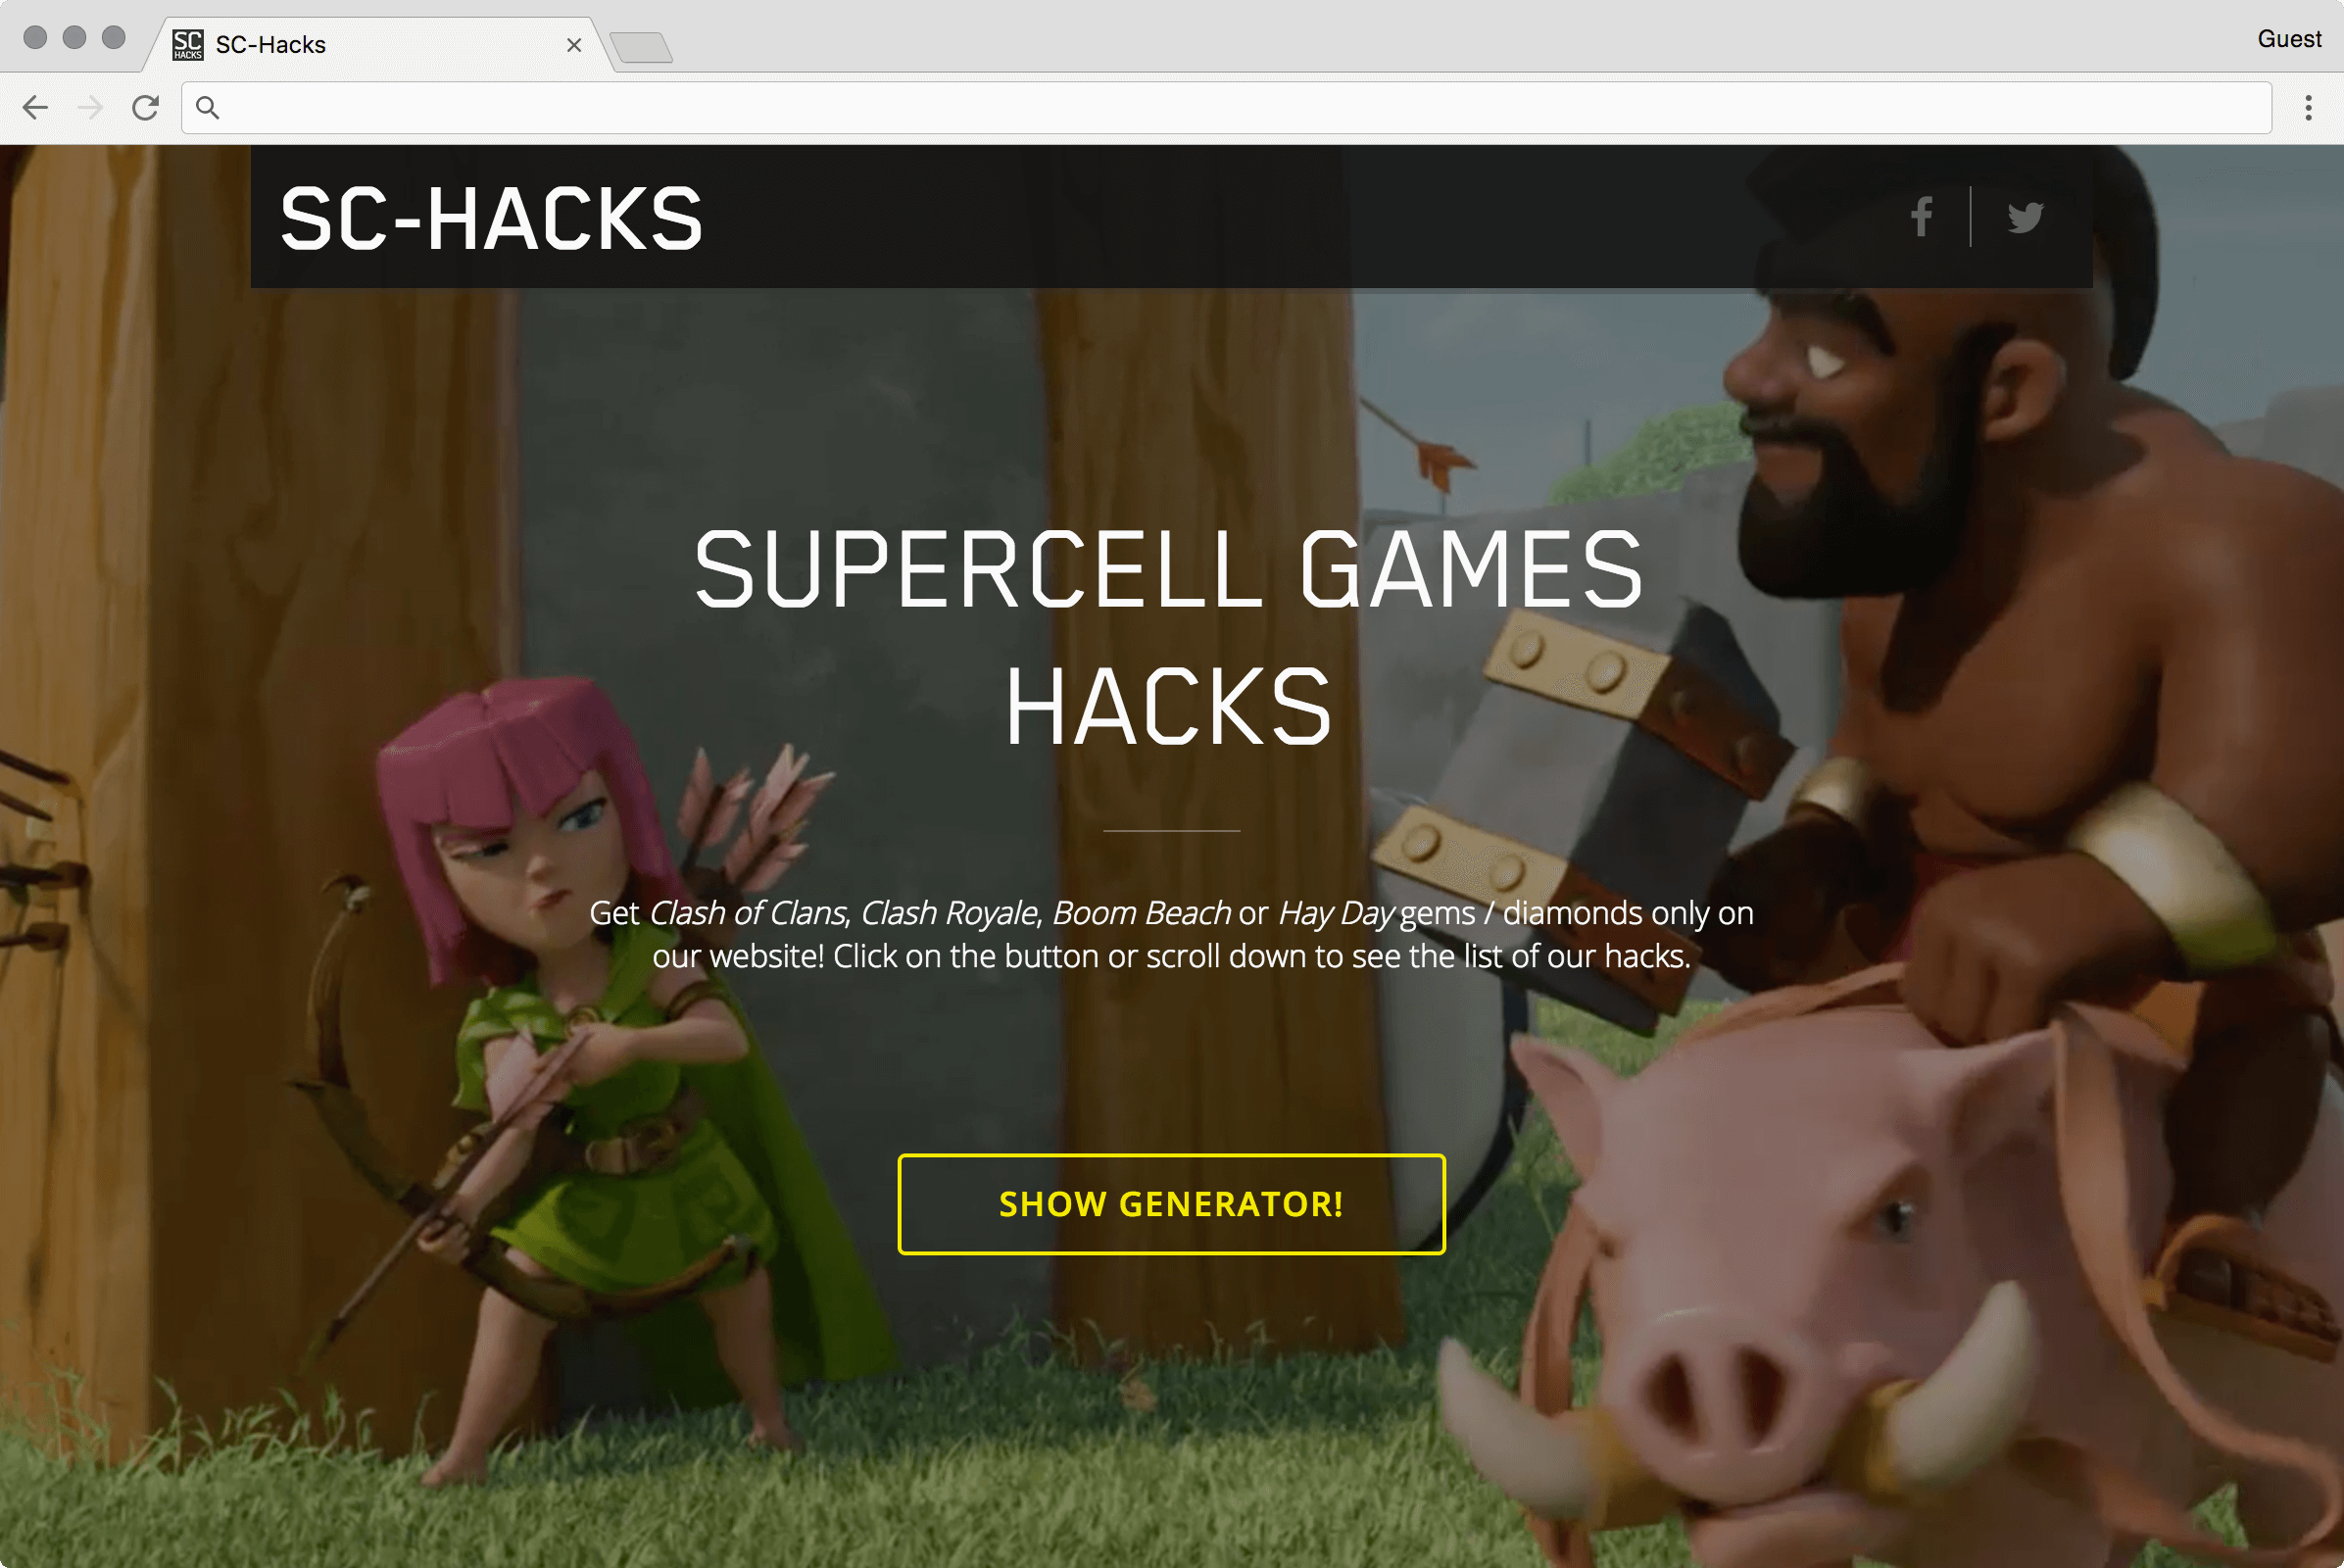 SC
HACKS
SC-Hacks
Guest
SC-HACKS
SUPERCELL GAMES
HACKS
Get Clash of Clans, Clash Royale, Boom Beach or Hay Day gems / diamonds only on
our website! Click on the button or scroll down to see the list of our hacks.
SHOW GENERATOR!